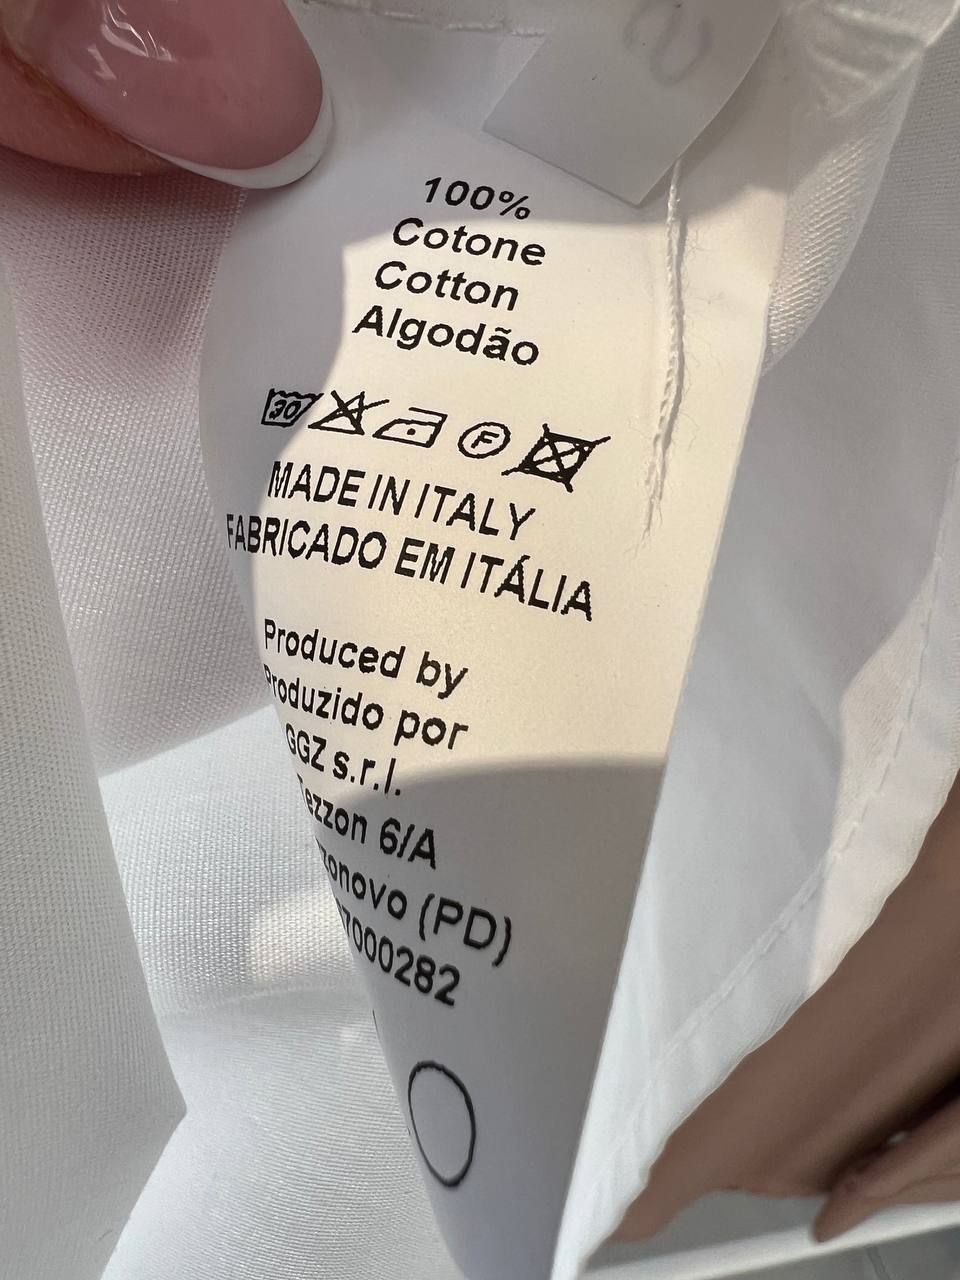 100%
Cotone
Cotton
Algodão
30
F
MADE IN ITALY
FABRICADO EM ITÁLIA
Produced by
Produzido por
GGZ s.r.l.
6/A
(PD)